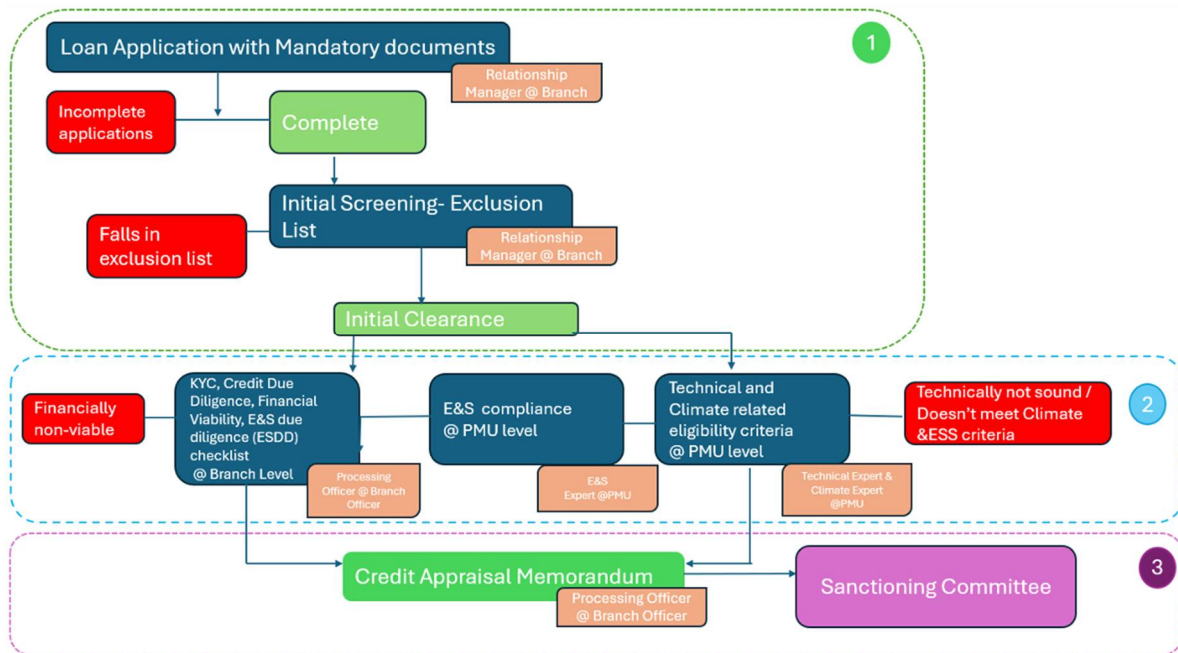 Loan Application with Mandatory documents
1
Relationship
Manager @ Branch
Incomplete
applications
Complete
Initial Screening- Exclusion
List
Falls in
exclusion list
Relationship
Manager @ Branch
Initial Clearance
2
Financially
non-viable
KYC, Credit Due
Diligence, Financial
Viability, E&S due
diligence (ESDD)
checklist
@ Branch Level
Processing
Officer @ Branch
Officer
E&S compliance
@ PMU level
E&S
Expert @PMU
Technical and
Climate related
eligibility criteria
@ PMU level
Technical Expert &
Climate Expert
@PMU
Technically not sound /
Doesn't meet Climate
&ESS criteria
3
Credit Appraisal Memorandum
Processing Officer
@ Branch Officer
Sanctioning Committee